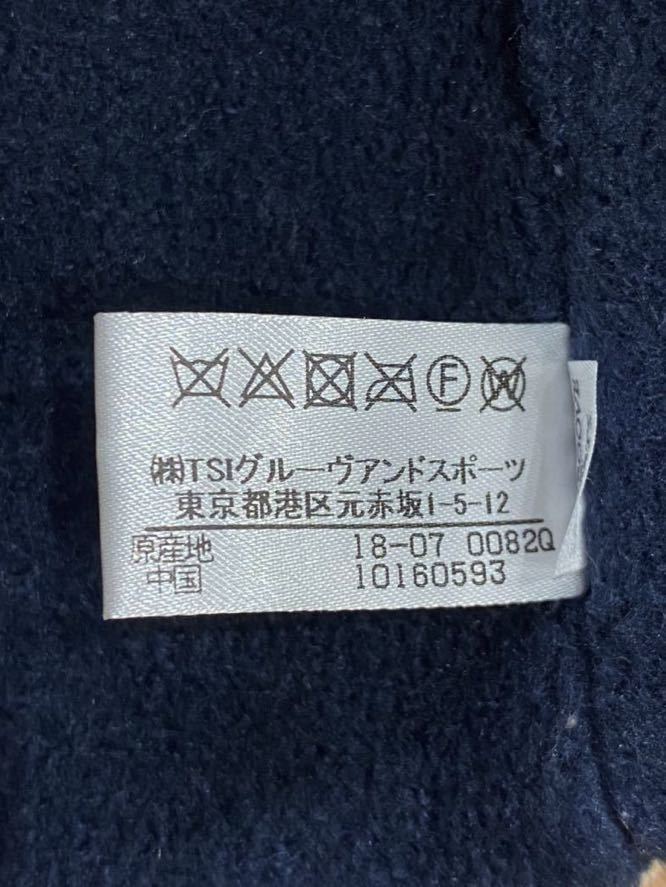 F W
(株)TSIグルーヴアンドスポーツ
東京都港区元赤坂1-5-12
原産地 18-07 0082Q
中国 10160593